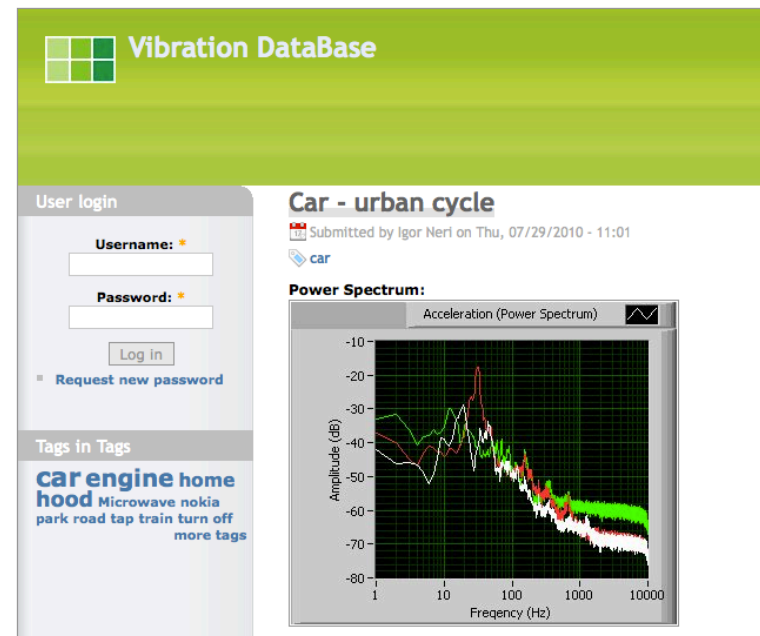 Vibration DataBase
User login
Username: *
Password: *
Log in
Request new password
Tags in Tags
car engine home
hood Microwave nokia
park road tap train turn off
more tags
Car - urban cycle
Submitted by Igor Neri on Thu, 07/29/2010 - 11:01
car
Power Spectrum:
Acceleration (Power Spectrum)
Amplitude (dB)
-10
-20
-30
-40
-50
-60
-70
-80
1 10 100 1000 10000
Freqency (Hz)